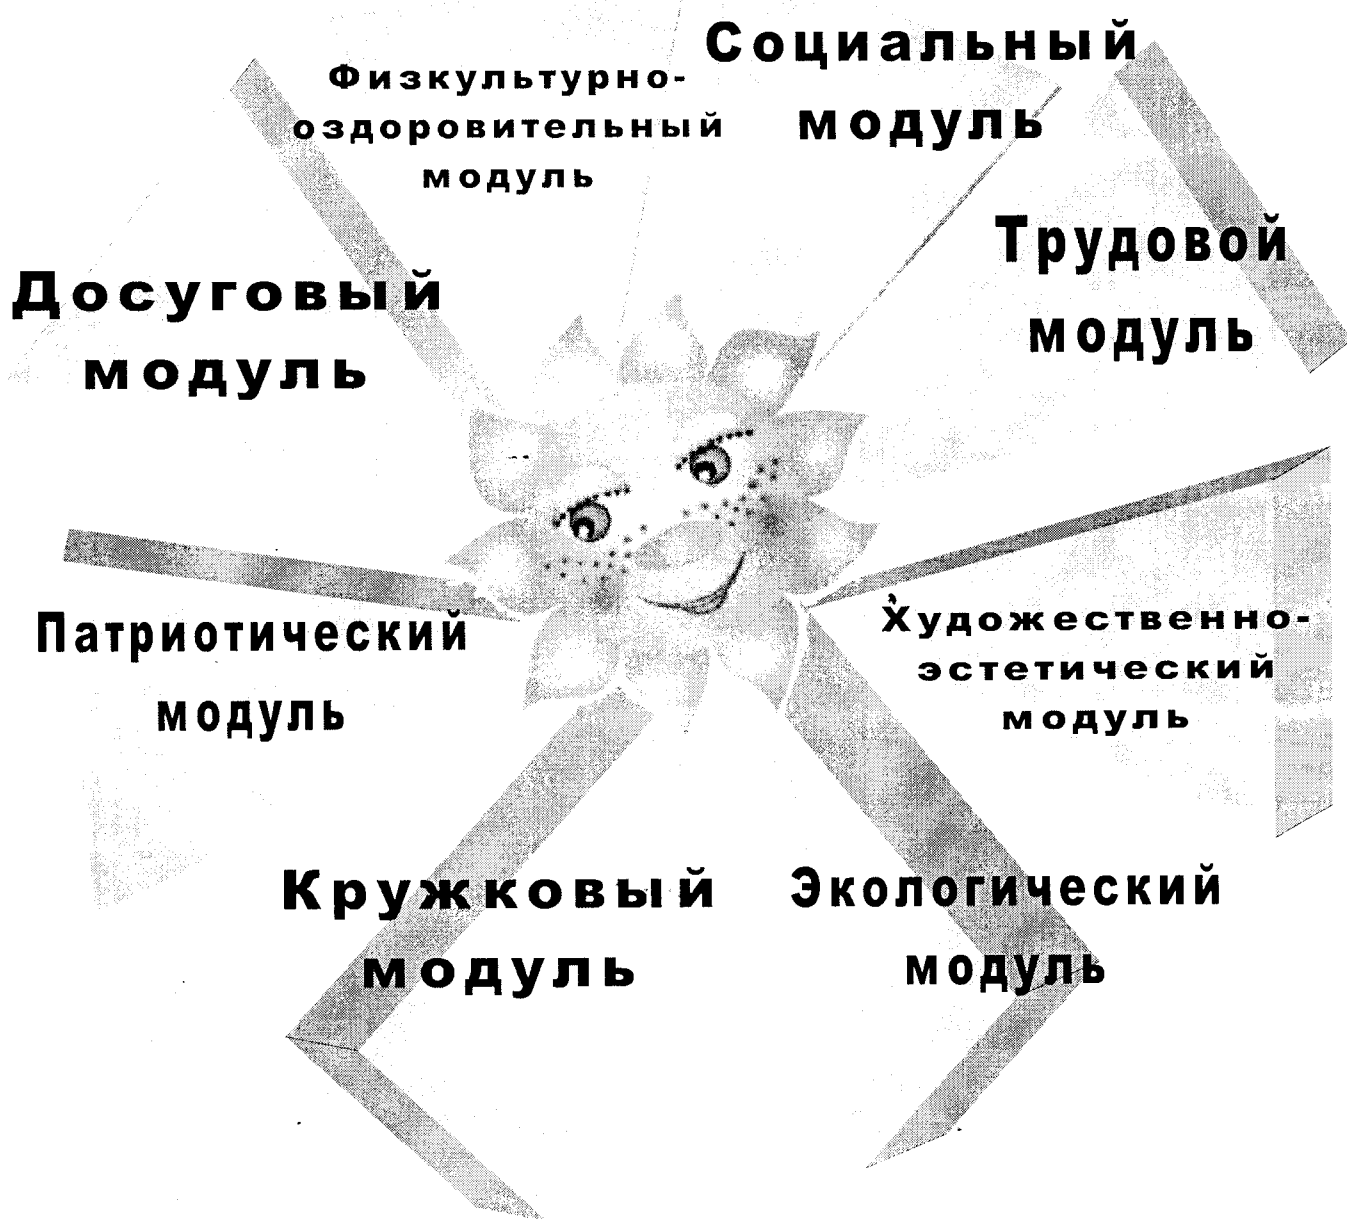 Социальный
модуль
Физкультурно-
оздоровительный
модуль
Трудовой
модуль
Досуговый
модуль
Художественно-
эстетический
модуль
Патриотический
модуль
Кружковый
модуль
Экологический
модуль